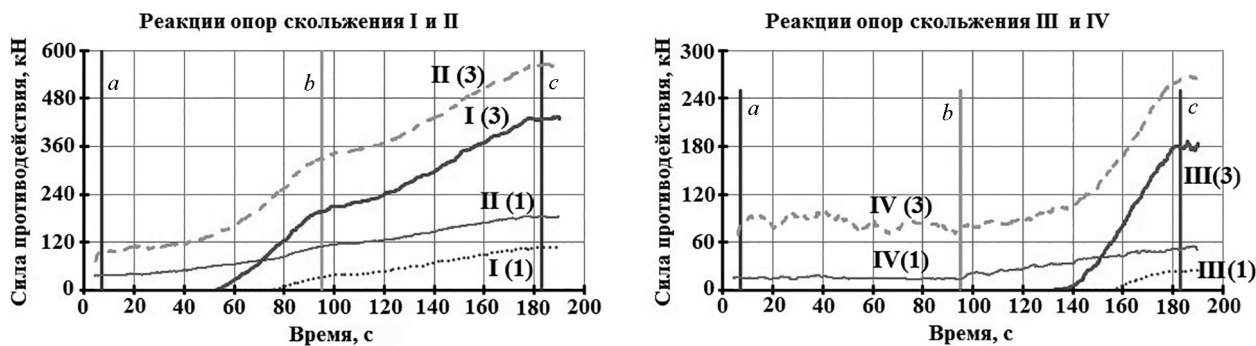 Реакции опор скольжения I и II
Сила противодействия, кН
600
480
360
240
120
0
a
b
c
II (3)
I (3)
II (1)
I (1)
0 20 40 60 80 100 120 140 160 180 200
Время, с
Реакции опор скольжения III и IV
Сила противодействия, кН
300
240
180
120
60
0
a
b
c
IV (3)
III(3)
IV(1)
III(1)
0 20 40 60 80 100 120 140 160 180 200
Время, с